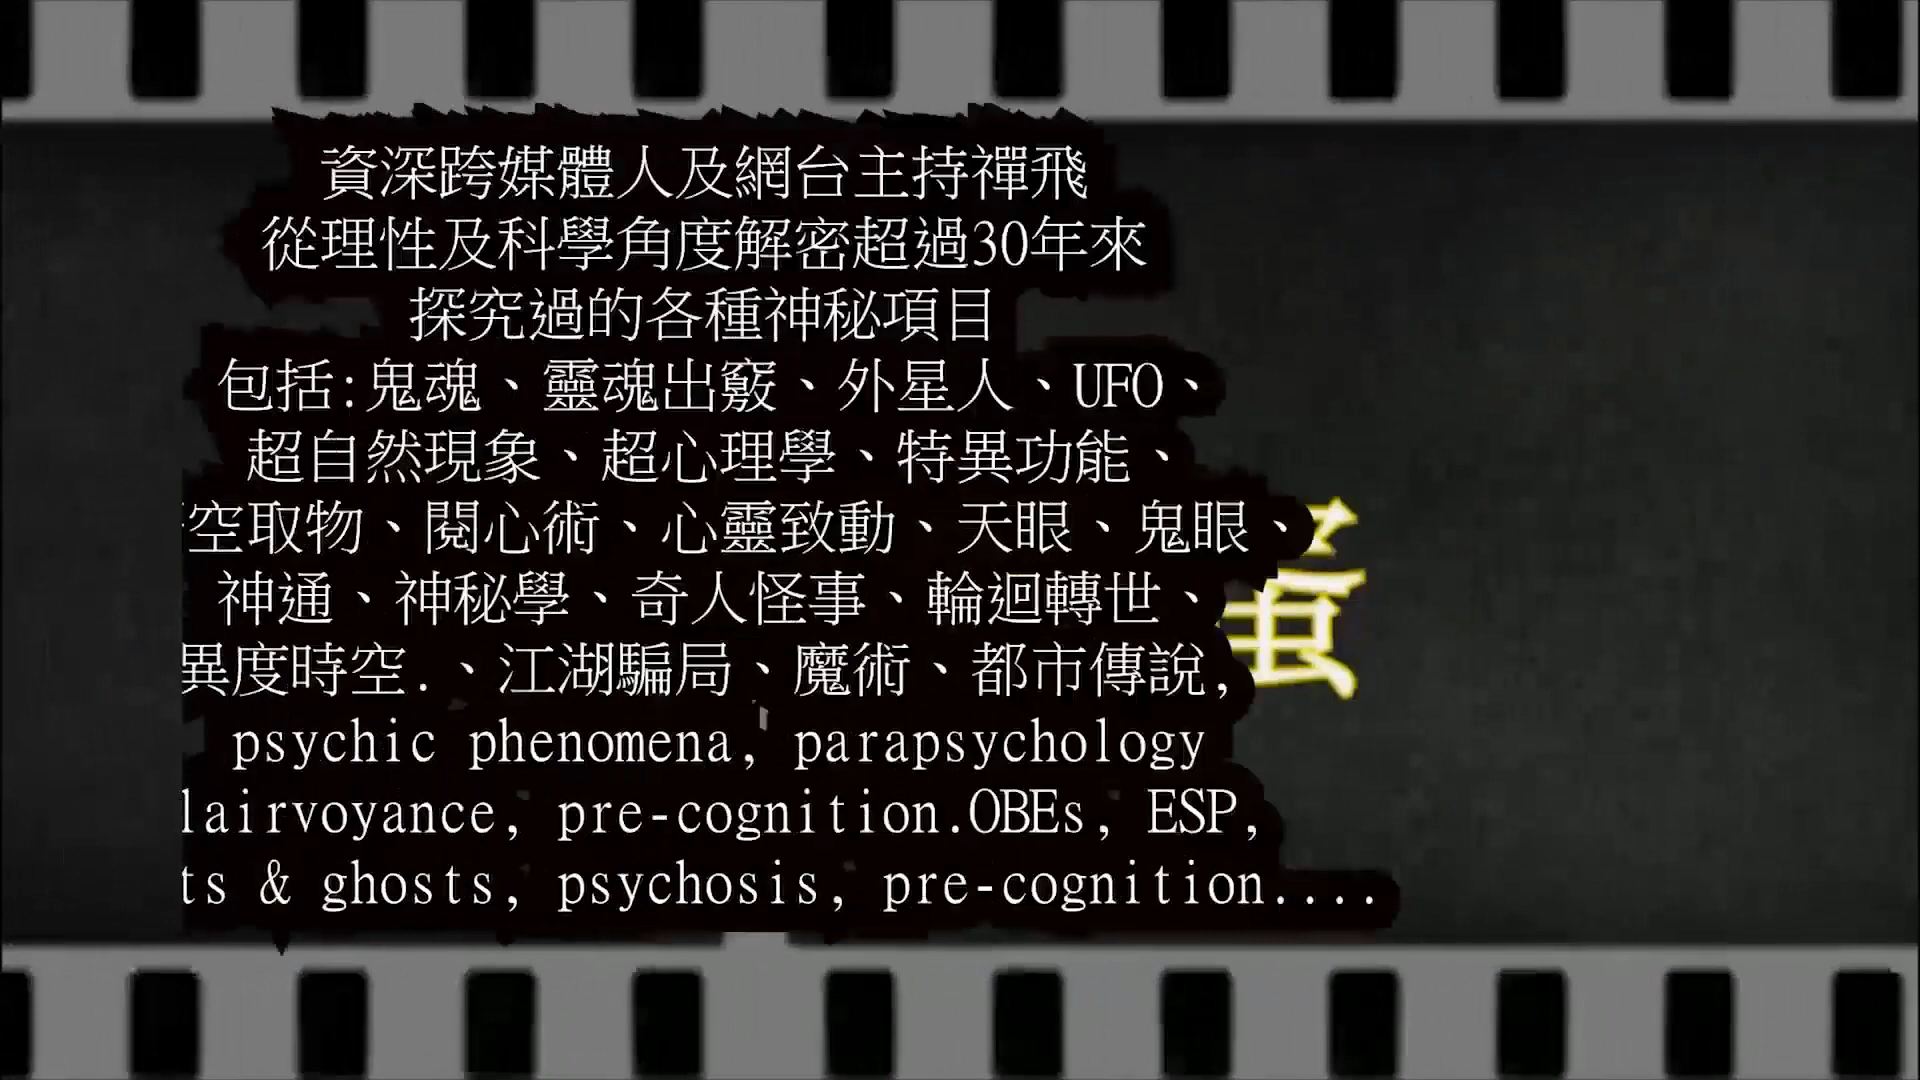 資深跨媒體人及網台主持禪飛
從理性及科學角度解密超過30年來
探究過的各種神秘項目
包括:鬼魂、靈魂出竅、外星人、UFO、
超自然現象、超心理學、特異功能、
空取物、閱心術、心靈致動、天眼、鬼眼、
神通、神秘學、奇人怪事、輪迴轉世、
異度時空.、江湖騙局、魔術、都市傳說,
psychic phenomena, parapsychology
lairvoyance, pre-cognition.OBEs, ESP,
ts & ghosts, psychosis, pre-cognition....